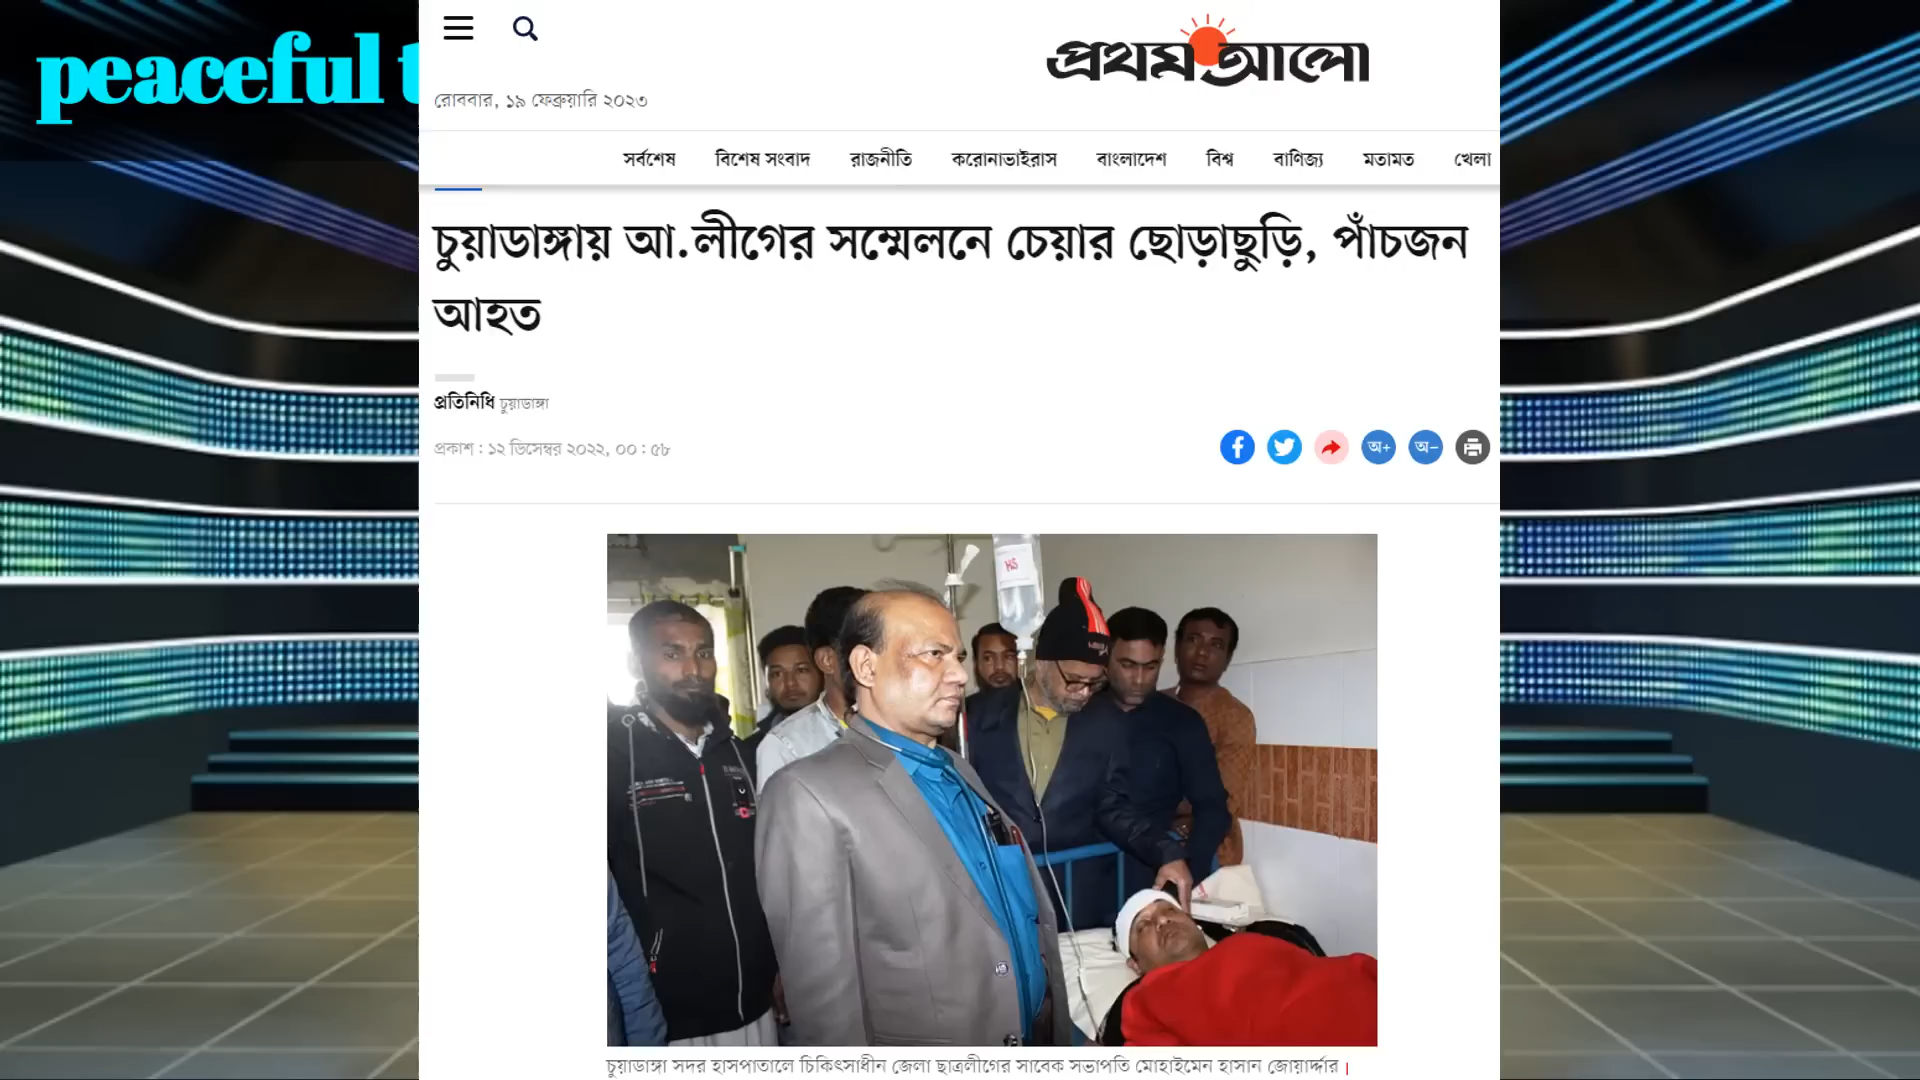 peaceful t
প্রথম আলো
রোববার, ১৯ ফেব্রুয়ারি ২০২৩
সর্বশেষ বিশেষ সংবাদ রাজনীতি করোনাভাইরাস বাংলাদেশ বিশ্ব বাণিজ্য মতামত খেলা
চুয়াডাঙ্গায় আ.লীগের সম্মেলনে চেয়ার ছোড়াছুড়ি, পাঁচজন
আহত
প্রতিনিধি চুয়াডাঙ্গা
প্রকাশ : ১২ ডিসেম্বর ২০২২, ০০ : ৫৮
অ+ অ-
চুয়াডাঙ্গা সদর হাসপাতালে চিকিৎসাধীন জেলা ছাত্রলীগের সাবেক সভাপতি মোহাইমেন হাসান জোয়ার্দ্দার।